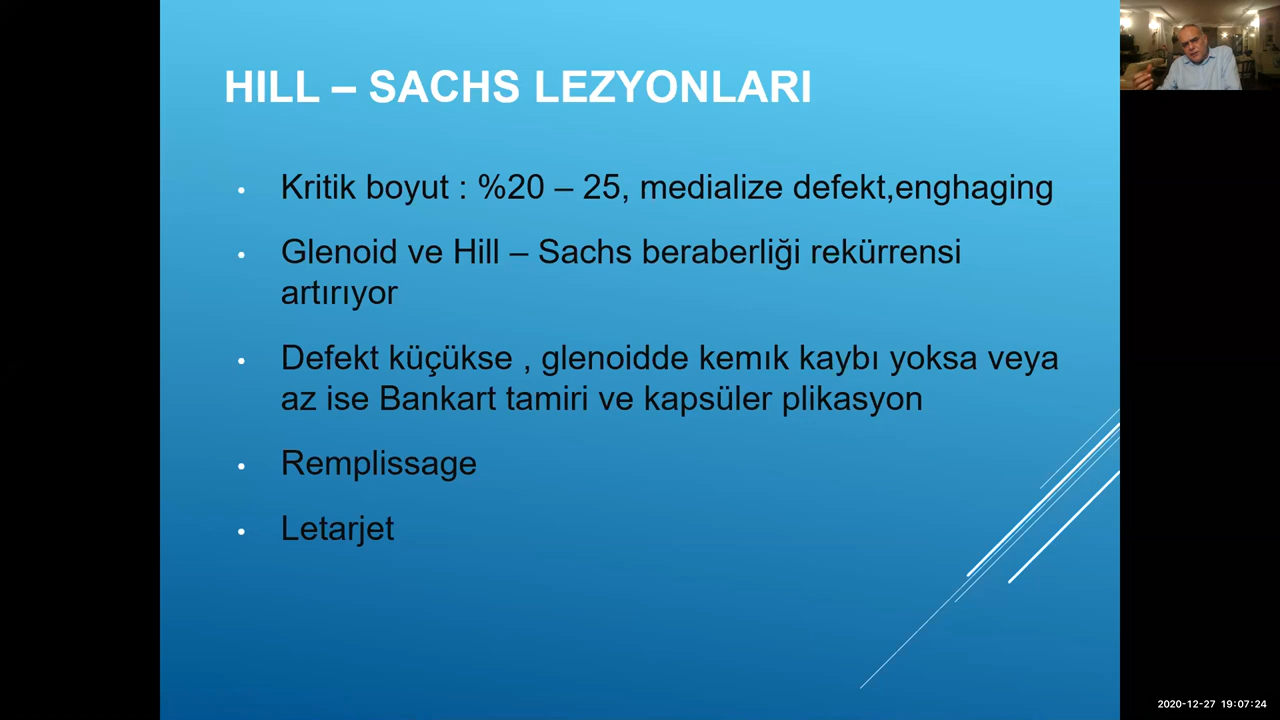 HILL – SACHS LEZYONLARI
• Kritik boyut : %20 – 25, medialize defekt,enghaging
• Glenoid ve Hill – Sachs beraberliği rekürrensi
artırıyor
• Defekt küçükse , glenoidde kemık kaybı yoksa veya
az ise Bankart tamiri ve kapsüler plikasyon
• Remplissage
• Letarjet
2020-12-27 19:07:24